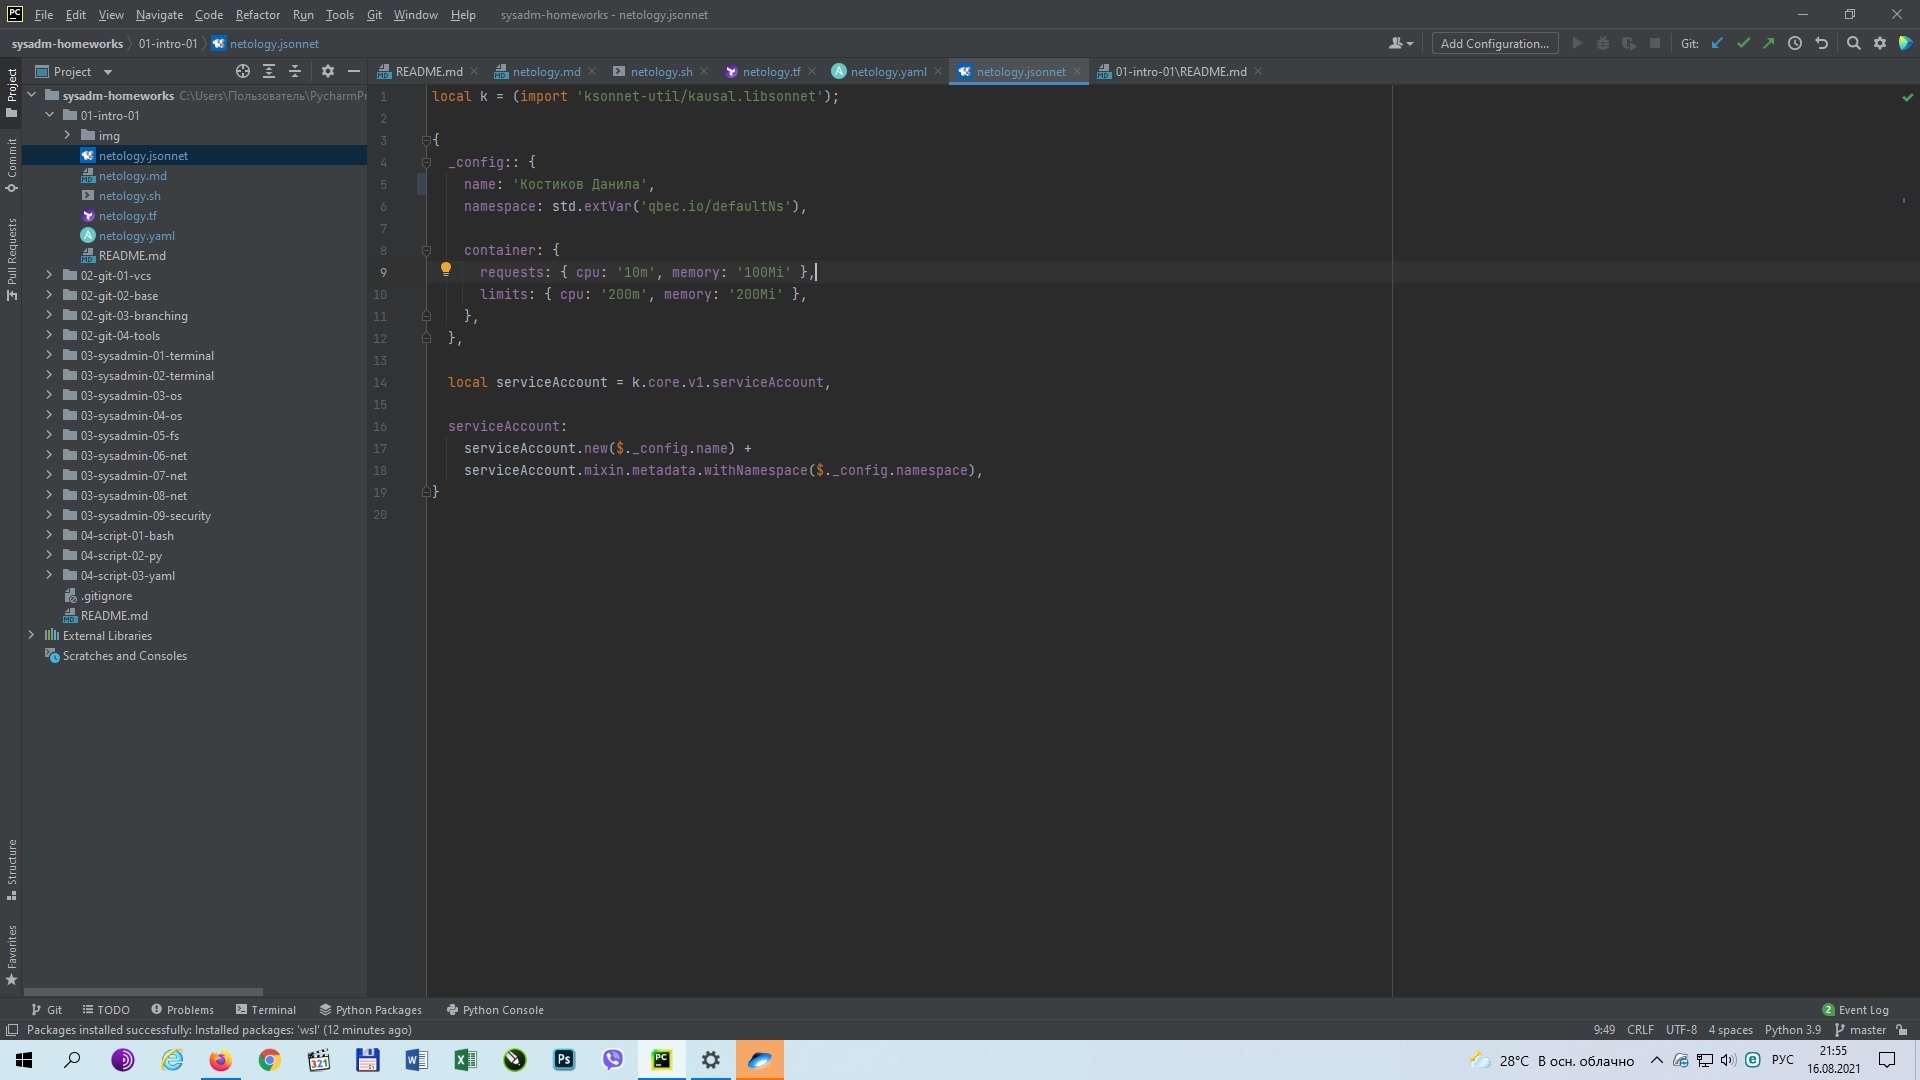 File Edit View Navigate Code Refactor Run Tools Git Window Help sysadm-homeworks - netology.jsonnet
sysadm-homeworks 01-intro-01 netology.jsonnet Add Configuration... Git:
Project
README.md netology.md netology.sh netology.tf netology.yaml netology.jsonnet 01-intro-01\README.md
Project
Commit
Pull Requests
Structure
Favorites
sysadm-homeworks C:\Users\Пользователь\PycharmPr
01-intro-01
img
netology.jsonnet
netology.md
netology.sh
netology.tf
netology.yaml
README.md
02-git-01-vcs
02-git-02-base
02-git-03-branching
02-git-04-tools
03-sysadmin-01-terminal
03-sysadmin-02-terminal
03-sysadmin-03-os
03-sysadmin-04-os
03-sysadmin-05-fs
03-sysadmin-06-net
03-sysadmin-07-net
03-sysadmin-08-net
03-sysadmin-09-security
04-script-01-bash
04-script-02-py
04-script-03-yaml
.gitignore
README.md
External Libraries
Scratches and Consoles
1 local k = (import 'ksonnet-util/kausal.libsonnet');
2
3 {
4 _config:: {
5 name: 'Костиков Данила',
6 namespace: std.extVar('qbec.io/defaultNs'),
7
8 container: {
9 requests: { cpu: '10m', memory: '100Mi' },
10 limits: { cpu: '200m', memory: '200Mi' },
11 },
12 },
13
14 local serviceAccount = k.core.v1.serviceAccount,
15
16 serviceAccount:
17 serviceAccount.new($._config.name) +
18 serviceAccount.mixin.metadata.withNamespace($._config.namespace),
19 }
20
Git TODO Problems Terminal Python Packages Python Console 2 Event Log
Packages installed successfully: Installed packages: 'wsl' (12 minutes ago) 9:49 CRLF UTF-8 4 spaces Python 3.9 master
28°C В осн. облачно РУС 21:55
16.08.2021